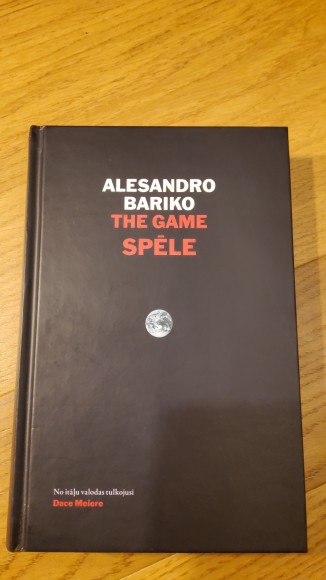 ALESANDRO
BARIKO
THE GAME
SPĒLE
No itāļu valodas tulkojusi
Dace Meiere